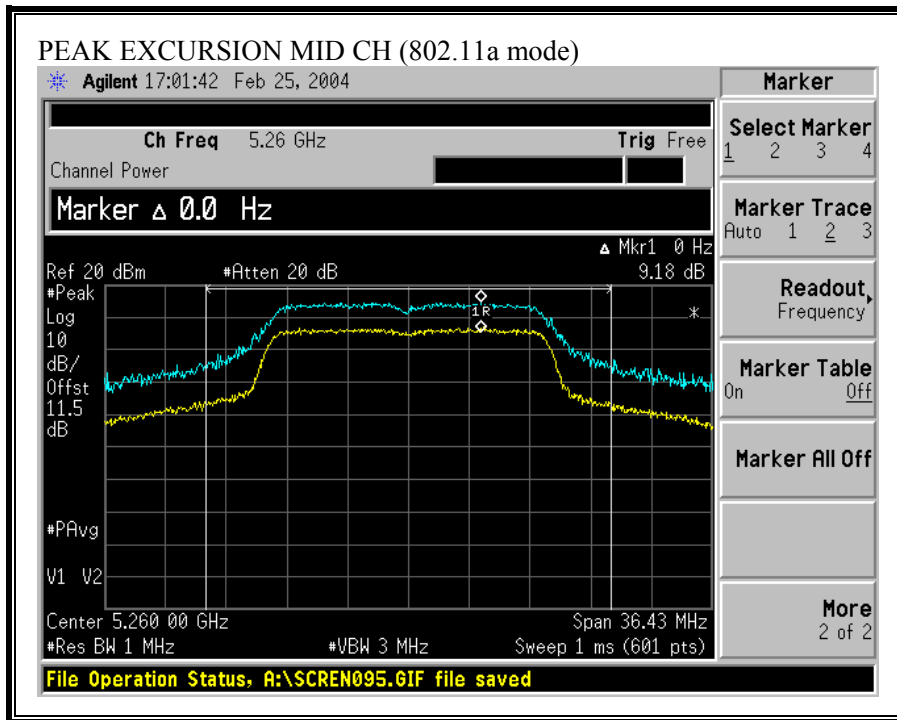 PEAK EXCURSION MID CH (802.11a mode)
Agilent 17:01:42 Feb 25, 2004
Marker
Ch Freq 5.26 GHz Trig Free
Channel Power
Select Marker
1 2 3 4
Marker Δ 0.0 Hz
Marker Trace
Auto 1 2 3
Δ Mkr1 0 Hz
Ref 20 dBm #Atten 20 dB 9.18 dB
#Peak
Log
10
dB/
Offst
11.5
dB
1R
*
Readout
Frequency
Marker Table
On Off
Marker All Off
#PAvg
V1 V2
Center 5.260 00 GHz Span 36.43 MHz
#Res BW 1 MHz #VBW 3 MHz Sweep 1 ms (601 pts)
More
2 of 2
File Operation Status, A:\SCREN095.GIF file saved